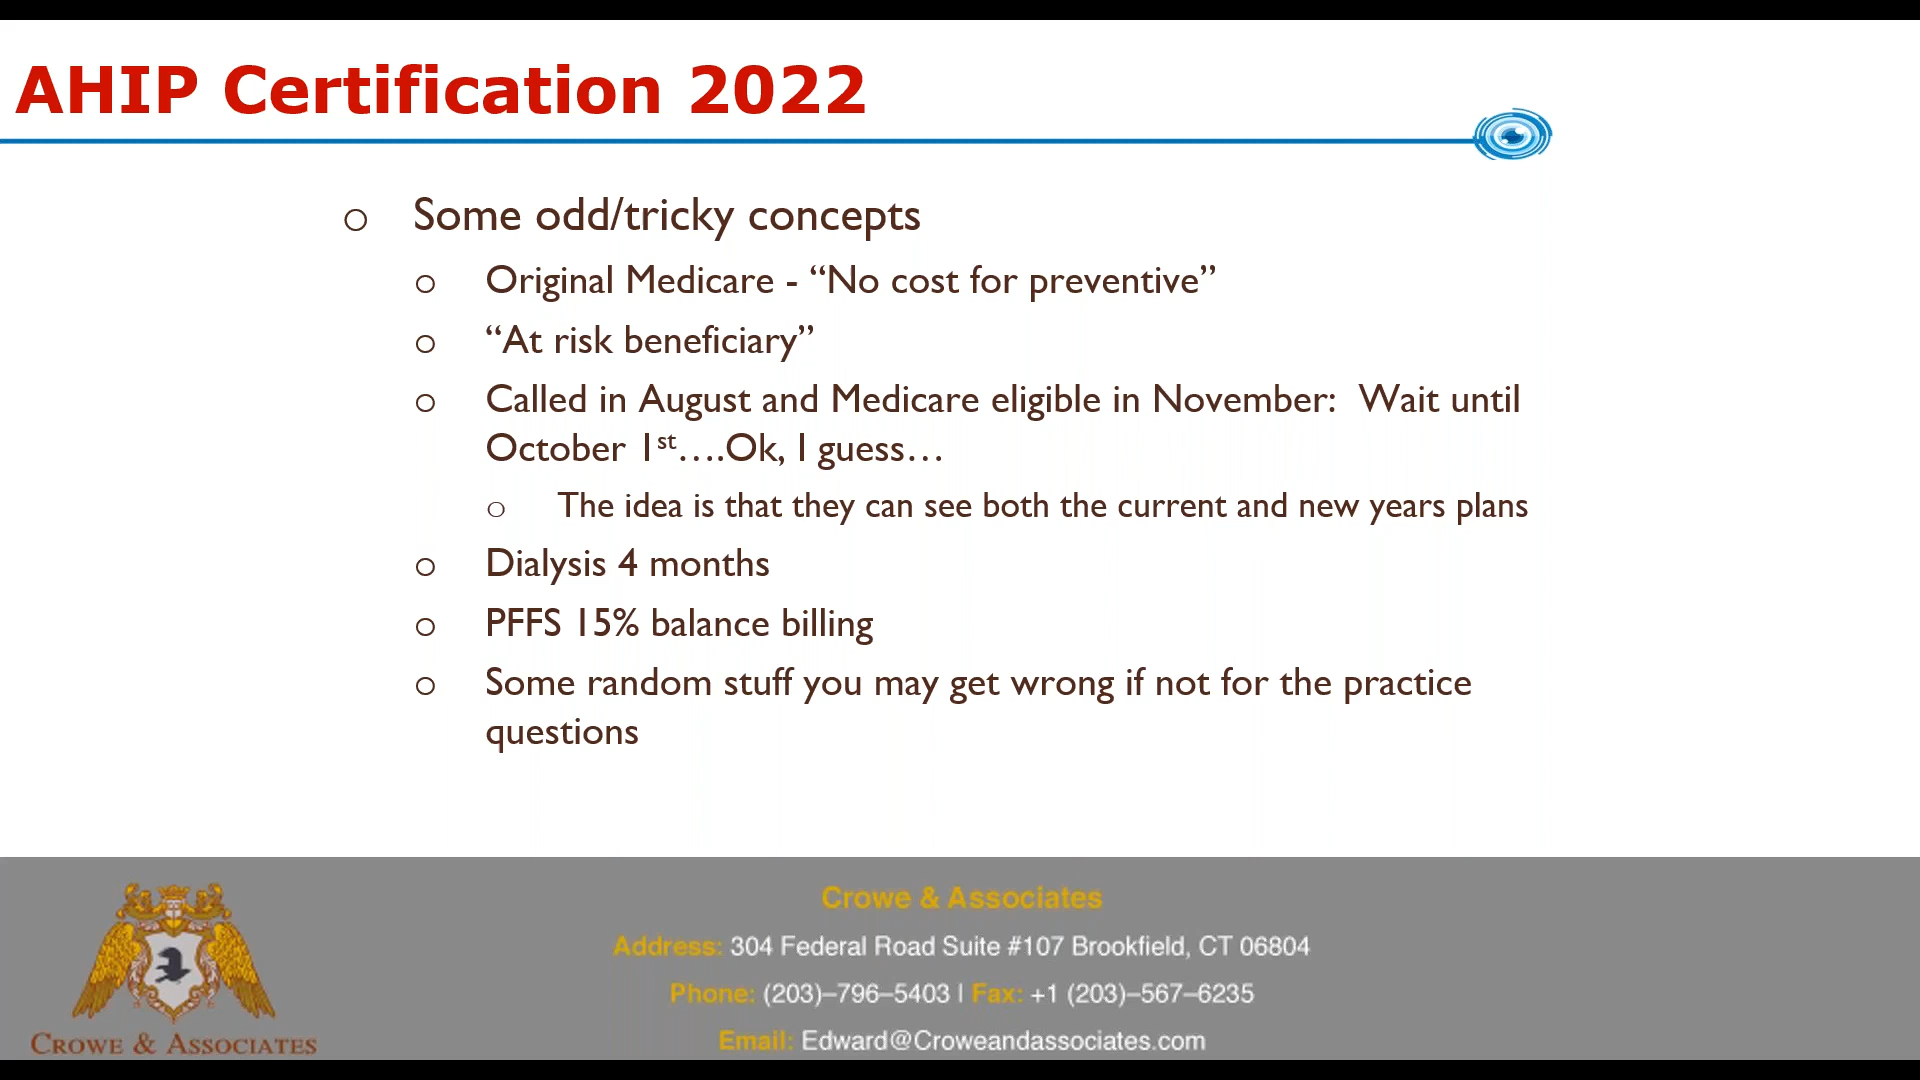 AHIP Certification 2022
o Some odd/tricky concepts
o Original Medicare - “No cost for preventive”
o “At risk beneficiary”
o Called in August and Medicare eligible in November:  Wait until
October 1st….Ok, I guess…
o The idea is that they can see both the current and new years plans
o Dialysis 4 months
o PFFS 15% balance billing
o Some random stuff you may get wrong if not for the practice
questions
Crowe & Associates
Address: 304 Federal Road Suite #107 Brookfield, CT 06804
Phone: (203)–796–5403 | Fax: +1 (203)–567–6235
Email: Edward@Croweandassociates.com
CROWE & ASSOCIATES